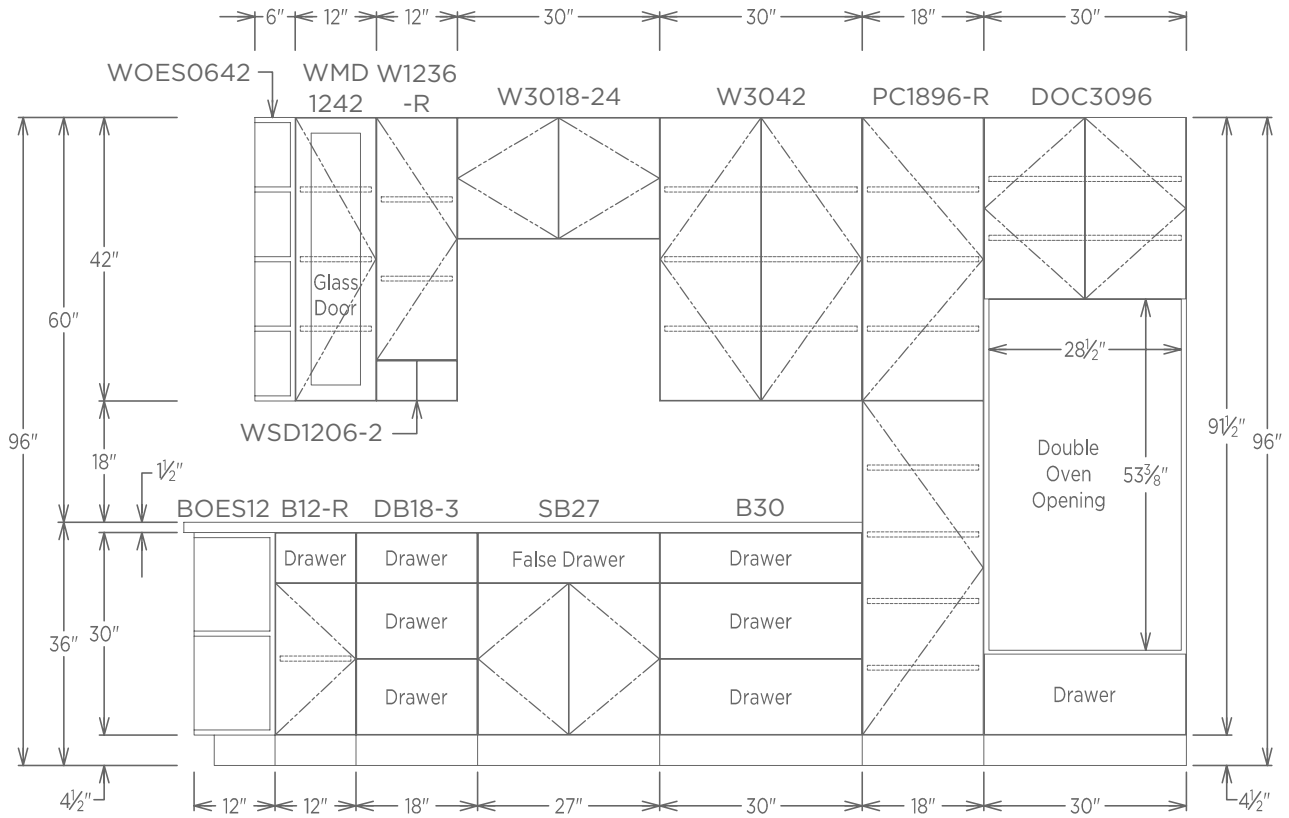 6" 12" 12" 30" 30" 18" 30"
WOES0642 WMD W1236
1242 -R W3018-24 W3042 PC1896-R DOC3096
42"
Glass
Door
60"
28½"
WSD1206-2
96" 18" 1½"
Double
Oven
Opening
53⅜"
91½" 96"
BOES12 B12-R DB18-3 SB27 B30
Drawer Drawer False Drawer Drawer
36" 30" Drawer Drawer
Drawer Drawer Drawer
4½" 12" 12" 18" 27" 30" 18" 30" 4½"